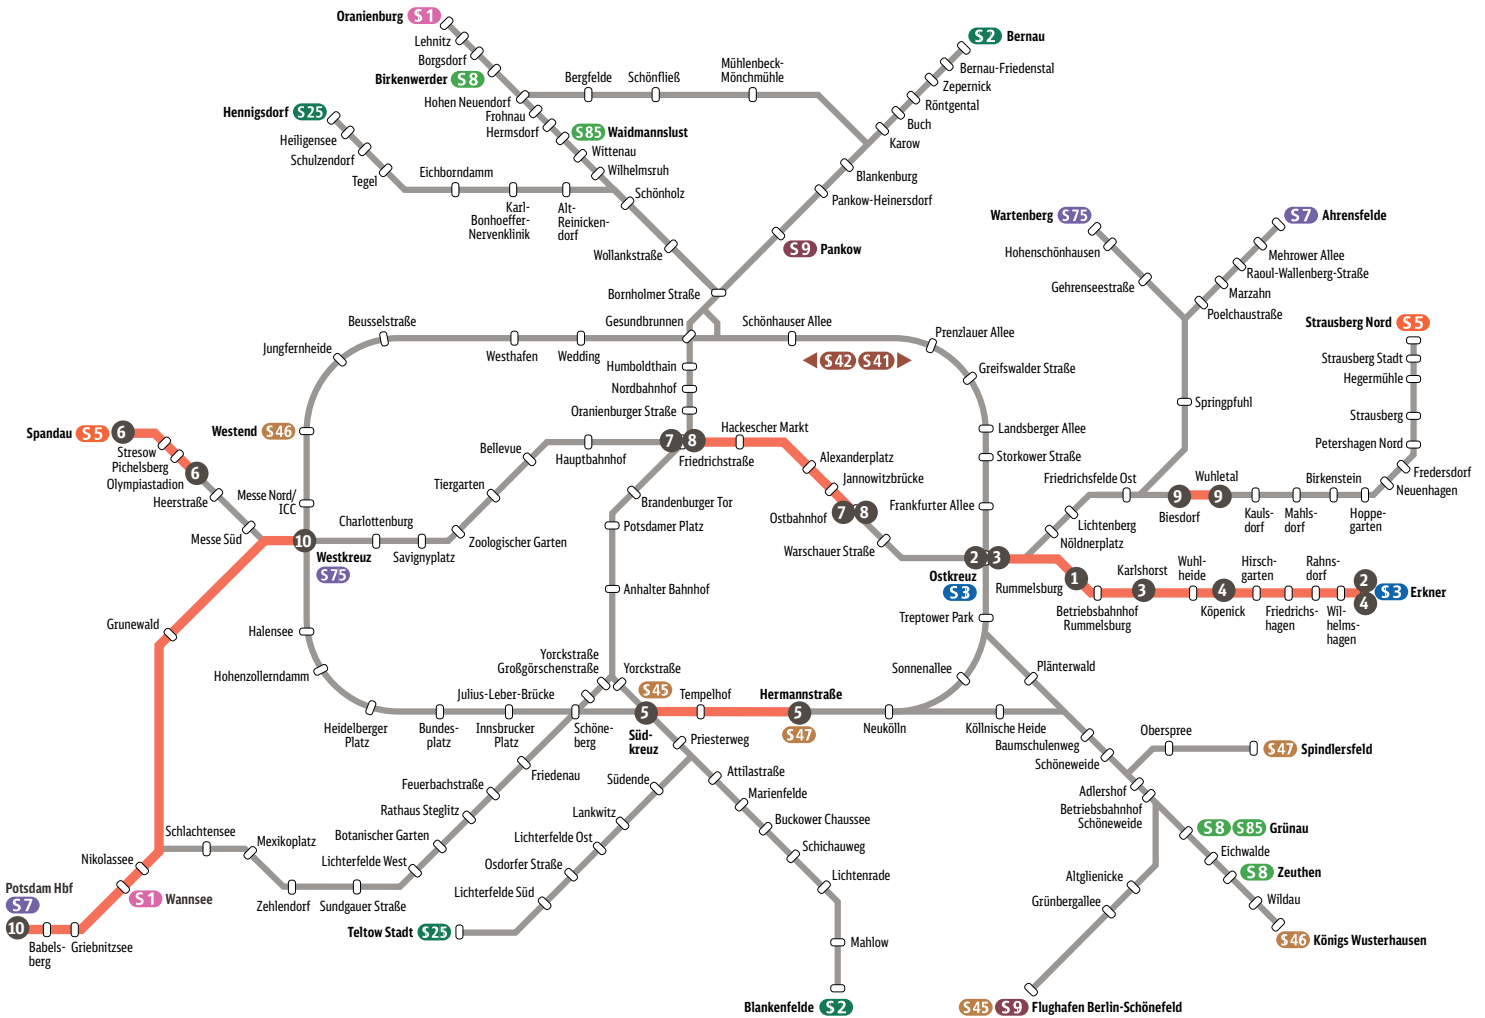 Oranienburg S1
Lehnitz
Borgsdorf
Birkenwerder S8
Hohen Neuendorf
Frohnau
Hermsdorf
S85 Waidmannslust
Wittenau
Wilhelmsruh
Schönholz
Wollankstraße
Bornholmer Straße
Bergfelde
Schönfließ
Mühlenbeck-
Mönchmühle
S2 Bernau
Bernau-Friedenstal
Zepernick
Röntgental
Buch
Karow
Blankenburg
Pankow-Heinersdorf
S9 Pankow
Hennigsdorf S25
Heiligensee
Schulzendorf
Tegel
Eichborndamm
Karl-
Bonhoeffer-
Nervenklinik
Alt-
Reinicken-
dorf
Wartenberg S75
Hohenschönhausen
Gehrenseestraße
S7 Ahrensfelde
Mehrower Allee
Raoul-Wallenberg-Straße
Marzahn
Poelchaustraße
Springpfuhl
Strausberg Nord S5
Strausberg Stadt
Hegermühle
Strausberg
Petershagen Nord
Fredersdorf
Neuenhagen
Hoppe-
garten
Birkenstein
Mahls-
dorf
Kauls-
dorf
Wuhletal
9
9
Biesdorf
Friedrichsfelde Ost
Lichtenberg
Nöldnerplatz
Beusselstraße
Jungfernheide
Westhafen
Wedding
Gesundbrunnen
Schönhauser Allee
S42 S41
Prenzlauer Allee
Greifswalder Straße
Landsberger Allee
Storkower Straße
Frankfurter Allee
Humboldthain
Nordbahnhof
Oranienburger Straße
7 8
Friedrichstraße
Hackescher Markt
Alexanderplatz
Jannowitzbrücke
Ostbahnhof 7 8
Warschauer Straße
2 3
Ostkreuz
S3
Rummelsburg
1
Betriebsbahnhof
Rummelsburg
Karlshorst
3
Wuhl-
heide
4
Köpenick
Hirsch-
garten
Friedrichs-
hagen
Rahns-
dorf
Wil-
helms-
hagen
2
4
S3 Erkner
Spandau S5 6
Stresow
Pichelsberg
Olympiastadion
6
Heerstraße
Messe Süd
Westend S46
Messe Nord/
ICC
10
Westkreuz
S75
Charlottenburg
Savignyplatz
Zoologischer Garten
Tiergarten
Bellevue
Hauptbahnhof
Brandenburger Tor
Potsdamer Platz
Anhalter Bahnhof
Yorckstraße
Großgörschenstraße
Yorckstraße
Grunewald
Halensee
Hohenzollerndamm
Heidelberger
Platz
Bundes-
platz
Innsbrucker
Platz
Julius-Leber-Brücke
Schöne-
berg
S45
5
Süd-
kreuz
Tempelhof
Hermannstraße
5
S47
Neukölln
Sonnenallee
Treptower Park
Plänterwald
Köllnische Heide
Baumschulenweg
Schöneweide
Oberspree
S47 Spindlersfeld
Adlershof
Betriebsbahnhof
Schöneweide
S8 S85 Grünau
Eichwalde
S8 Zeuthen
Wildau
S46 Königs Wusterhausen
Altglienicke
Grünbergallee
S45 S9 Flughafen Berlin-Schönefeld
Priesterweg
Attilastraße
Marienfelde
Buckower Chaussee
Schichauweg
Lichtenrade
Mahlow
Blankenfelde S2
Südende
Lankwitz
Lichterfelde Ost
Osdorfer Straße
Lichterfelde Süd
Teltow Stadt S25
Friedenau
Feuerbachstraße
Rathaus Steglitz
Botanischer Garten
Lichterfelde West
Sundgauer Straße
Zehlendorf
Mexikoplatz
Schlachtensee
Nikolassee
S1 Wannsee
Potsdam Hbf
S7
10
Babels-
berg
Griebnitzsee